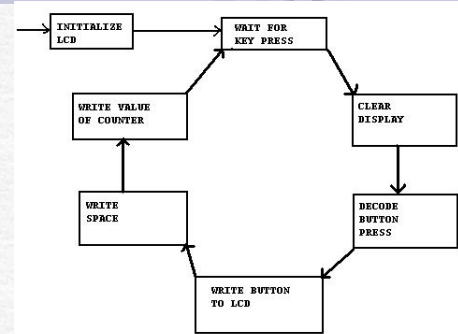 INITIALIZE
LCD
WAIT FOR
KEY PRESS
CLEAR
DISPLAY
DECODE
BUTTON
PRESS
WRITE BUTTON
TO LCD
WRITE
SPACE
WRITE VALUE
OF COUNTER